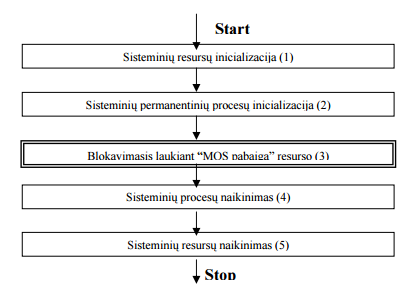 Start
Sisteminių resursų inicializacija (1)
Sisteminių permanentinių procesų inicializacija (2)
Blokavimasis laukiant “MOS pabaiga” resurso (3)
Sisteminių procesų naikinimas (4)
Sisteminių resursų naikinimas (5)
Stop